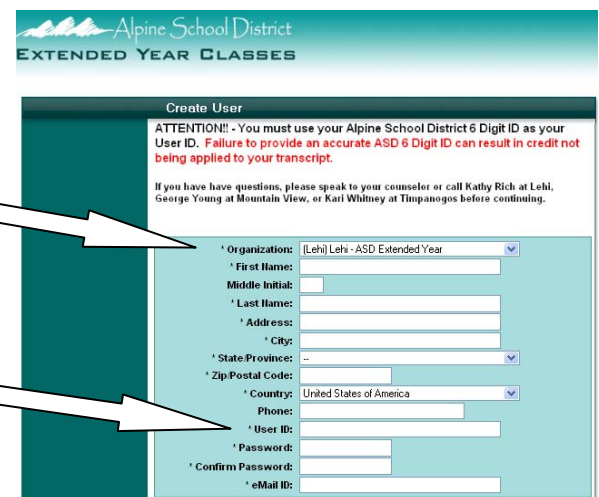 Alpine School District
EXTENDED YEAR CLASSES
Create User
ATTENTION!! - You must use your Alpine School District 6 Digit ID as your
User ID. Failure to provide an accurate ASD 6 Digit ID can result in credit not
being applied to your transcript.
If you have have questions, please speak to your counselor or call Kathy Rich at Lehi,
George Young at Mountain View, or Kari Whitney at Timpanogos before continuing.
* Organization: (Lehi) Lehi - ASD Extended Year
* First Name:
Middle Initial:
* Last Name:
* Address:
* City:
* State/Province: --
* Zip/Postal Code:
* Country: United States of America
Phone:
* User ID:
* Password:
* Confirm Password:
* eMail ID: